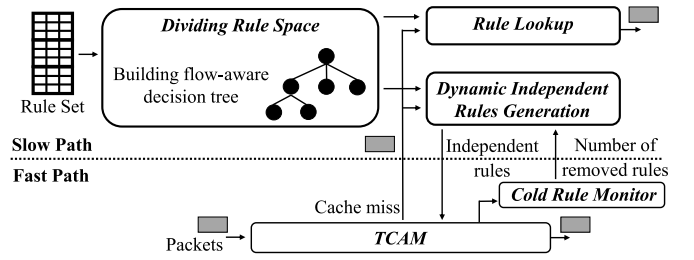 Dividing Rule Space
Building flow-aware
decision tree
Rule Set
Rule Lookup
Dynamic Independent
Rules Generation
Slow Path
Fast Path
Independent
rules
Number of
removed rules
Cold Rule Monitor
Cache miss
Packets
TCAM